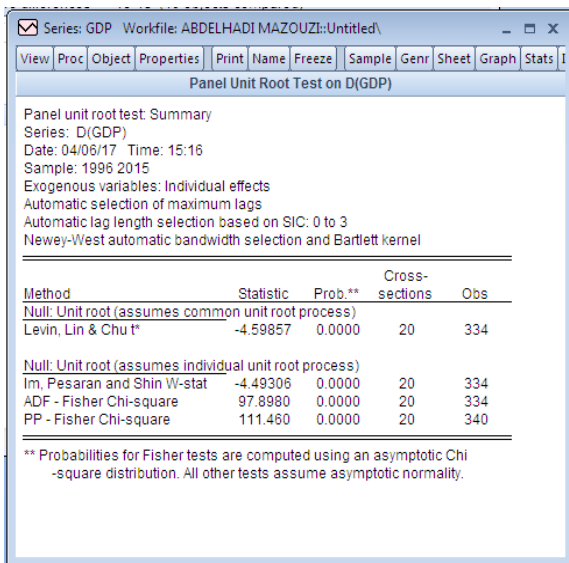 Series: GDP Workfile: ABDELHADI MAZOUZI::Untitled\
View Proc Object Properties Print Name Freeze Sample Genr Sheet Graph Stats
Panel Unit Root Test on D(GDP)
Panel unit root test: Summary
Series: D(GDP)
Date: 04/06/17 Time: 15:16
Sample: 1996 2015
Exogenous variables: Individual effects
Automatic selection of maximum lags
Automatic lag length selection based on SIC: 0 to 3
Newey-West automatic bandwidth selection and Bartlett kernel
Cross-
Method Statistic Prob.** sections Obs
Null: Unit root (assumes common unit root process)
Levin, Lin & Chu t* -4.59857 0.0000 20 334
Null: Unit root (assumes individual unit root process)
Im, Pesaran and Shin W-stat -4.49306 0.0000 20 334
ADF - Fisher Chi-square 97.8980 0.0000 20 334
PP - Fisher Chi-square 111.460 0.0000 20 340
** Probabilities for Fisher tests are computed using an asymptotic Chi
-square distribution. All other tests assume asymptotic normality.